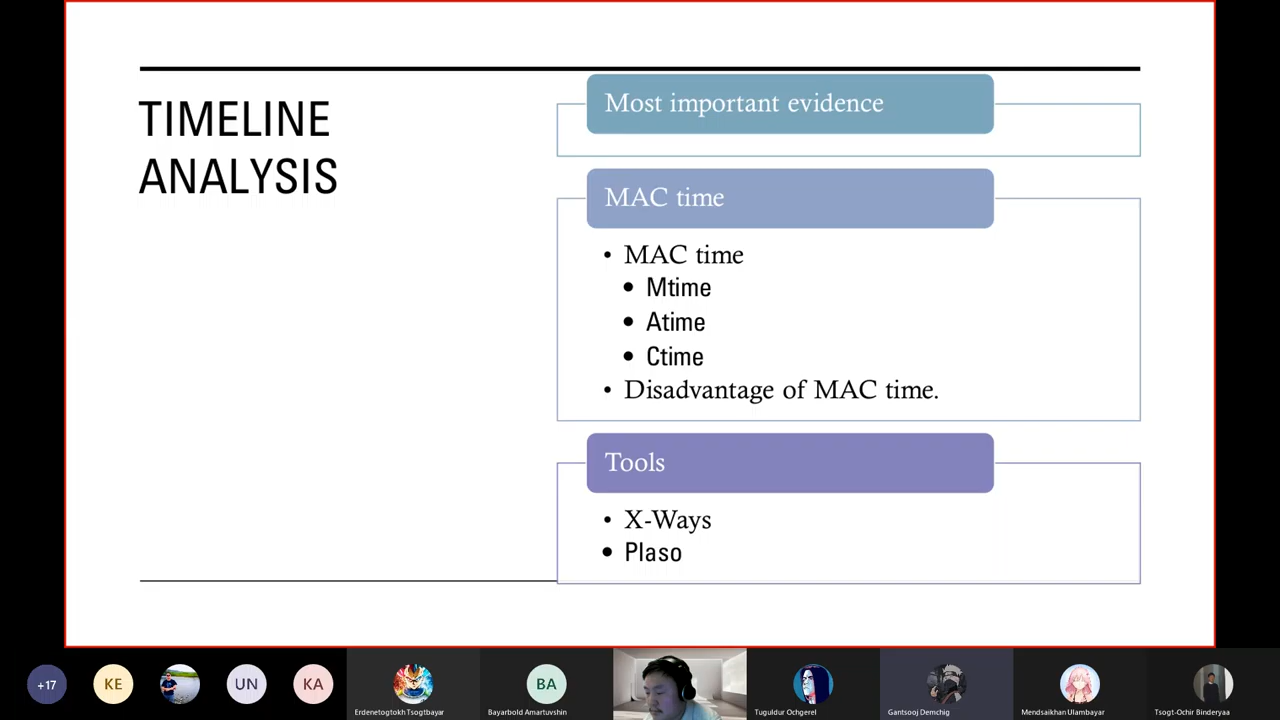 TIMELINE
ANALYSIS
Most important evidence
MAC time
• MAC time
• Mtime
• Atime
• Ctime
• Disadvantage of MAC time.
Tools
• X-Ways
• Plaso
+17
KE
UN
KA
Erdenetogtokh Tsogtbayar
BA
Bayarbold Amartuvshin
Tuguldur Ochgerel
Gantsooj Demchig
Mendsaikhan Ulambayar
Tsogt-Ochir Binderyaa